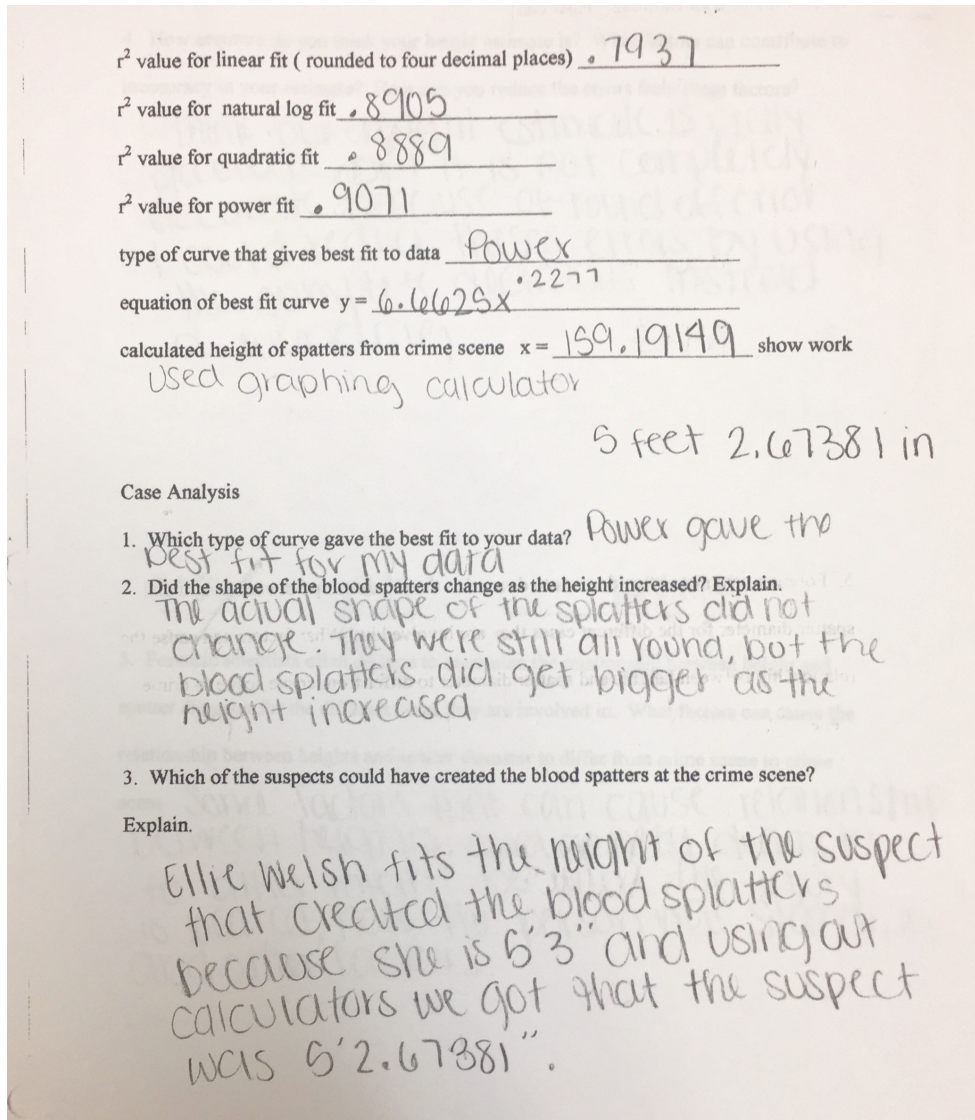 r² value for linear fit ( rounded to four decimal places) .7937
r² value for natural log fit .8905
r² value for quadratic fit .8889
r² value for power fit .9071
type of curve that gives best fit to data Power
equation of best fit curve y = 6.6625x^.2277
calculated height of spatters from crime scene x = 159.19149 show work
Used graphing calculator
5 feet 2.67381 in
Case Analysis
1. Which type of curve gave the best fit to your data? Power gave the
best fit for my data
2. Did the shape of the blood spatters change as the height increased? Explain.
The actual shape of the splatters did not
change. They were still all round, but the
blood splatters did get bigger as the
height increased
3. Which of the suspects could have created the blood spatters at the crime scene?
Explain.
Ellie Welsh fits the height of the suspect
that created the blood splatters
because she is 5'3" and using out
calculators we got that the suspect
was 5'2.67381".